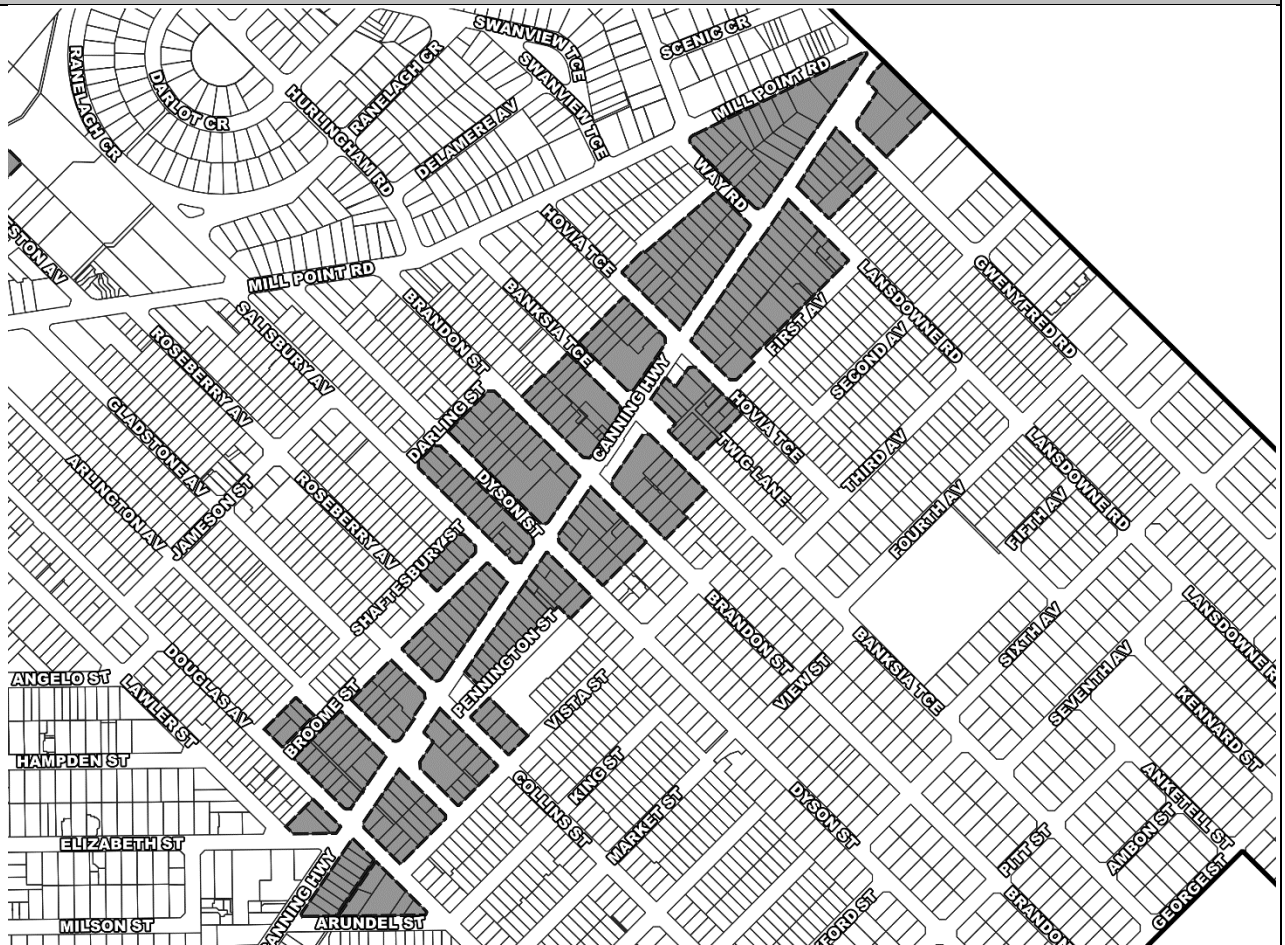 SWANVIEW TCE
SCENIC CR
RANELAGH CR
RANELAGH CR
DARLOT CR
HURLINGHAM RD
SWANVIEW TCE
MILL POINT RD
DELAMERE AV
WAY RD
HOVIA TCE
STON AV
MILL POINT RD
GWENYFRED RD
LANSDOWNE RD
BANKSIA TCE
BRANDON ST
SALISBURY AV
FIRST AV
ROSEBERRY AV
SECOND AV
CANNING HWY
DARLING ST
HOVIA TCE
GLADSTONE AV
TWIG LANE
THIRD AV
LANSDOWNE RD
ARLINGTON AV
JAMESON ST
ROSEBERRY AV
DYSON ST
FOURTH AV
FIFTH AV
SHAFTESBURY ST
BRANDON ST
LANSDOWNE R
SIXTH AV
BANKSIA TCE
VIEW ST
PENNINGTON ST
SEVENTH AV
ANGELO ST
DOUGLAS AV
LAWLER ST
BROOME ST
VISTA ST
KENNARD ST
HAMPDEN ST
KING ST
COLLINS ST
MARKET ST
DYSON ST
ANKETELL ST
AMBON ST
PITT ST
ELIZABETH ST
CANNING HWY
GEORGE ST
MILSON ST
ARUNDEL ST
FORD ST
BRANDO